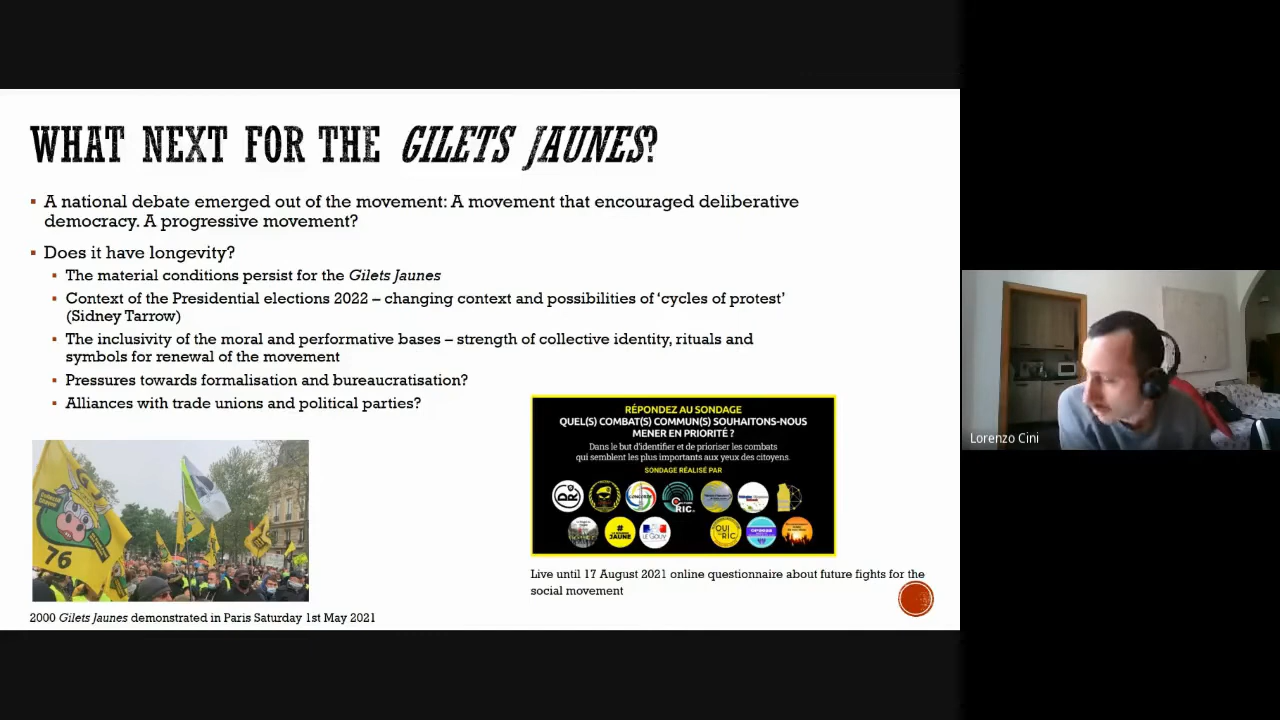 WHAT NEXT FOR THE GILETS JAUNES?
A national debate emerged out of the movement: A movement that encouraged deliberative
democracy. A progressive movement?
Does it have longevity?
The material conditions persist for the Gilets Jaunes
Context of the Presidential elections 2022 – changing context and possibilities of ‘cycles of protest’
(Sidney Tarrow)
The inclusivity of the moral and performative bases – strength of collective identity, rituals and
symbols for renewal of the movement
Pressures towards formalisation and bureaucratisation?
Alliances with trade unions and political parties?
76
2000 Gilets Jaunes demonstrated in Paris Saturday 1st May 2021
RÉPONDEZ AU SONDAGE
QUEL(S) COMBAT(S) COMMUN(S) SOUHAITONS-NOUS
MENER EN PRIORITÉ ?
Dans le but d'identifier et de prioriser les combats
qui semblent les plus importants aux yeux des citoyens.
SONDAGE RÉALISÉ PAR
RIC
JAUNE
OUI
RIC
Live until 17 August 2021 online questionnaire about future fights for the
social movement
Lorenzo Cini